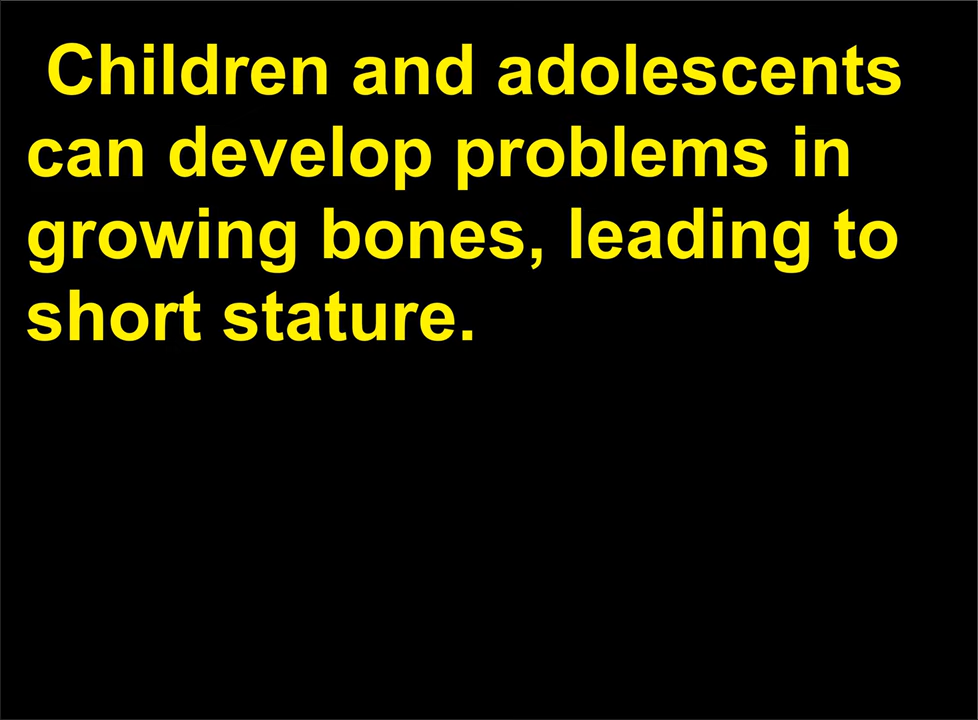 Children and adolescents
can develop problems in
growing bones, leading to
short stature.